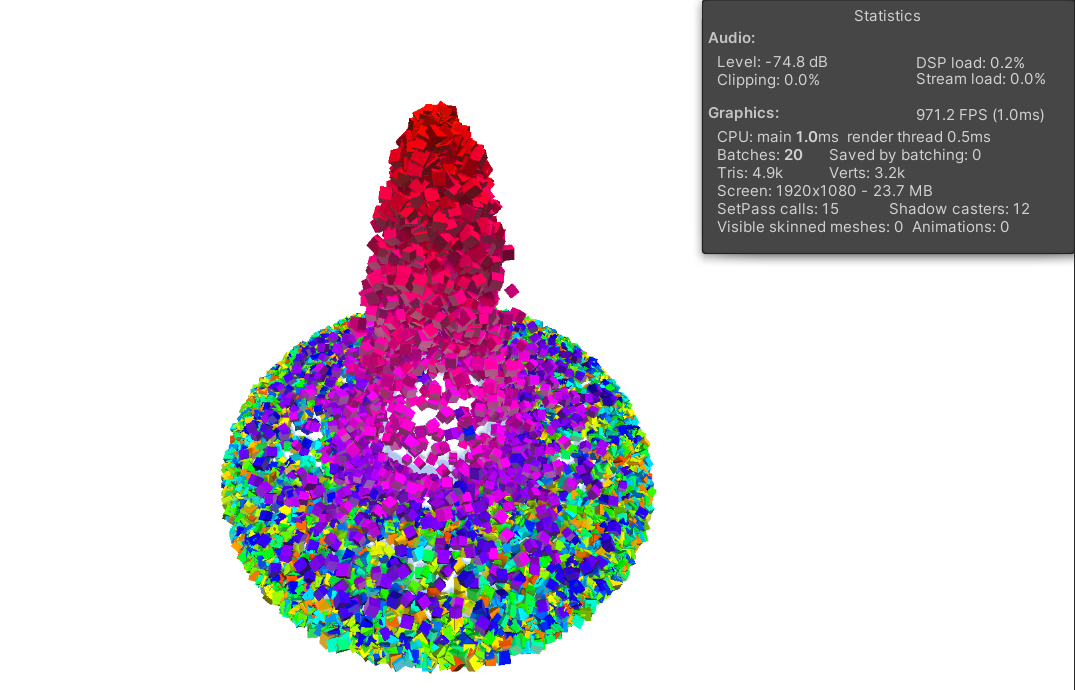 Statistics
Audio:
Level: -74.8 dB DSP load: 0.2%
Clipping: 0.0% Stream load: 0.0%
Graphics: 971.2 FPS (1.0ms)
CPU: main 1.0ms render thread 0.5ms
Batches: 20 Saved by batching: 0
Tris: 4.9k Verts: 3.2k
Screen: 1920x1080 - 23.7 MB
SetPass calls: 15 Shadow casters: 12
Visible skinned meshes: 0 Animations: 0